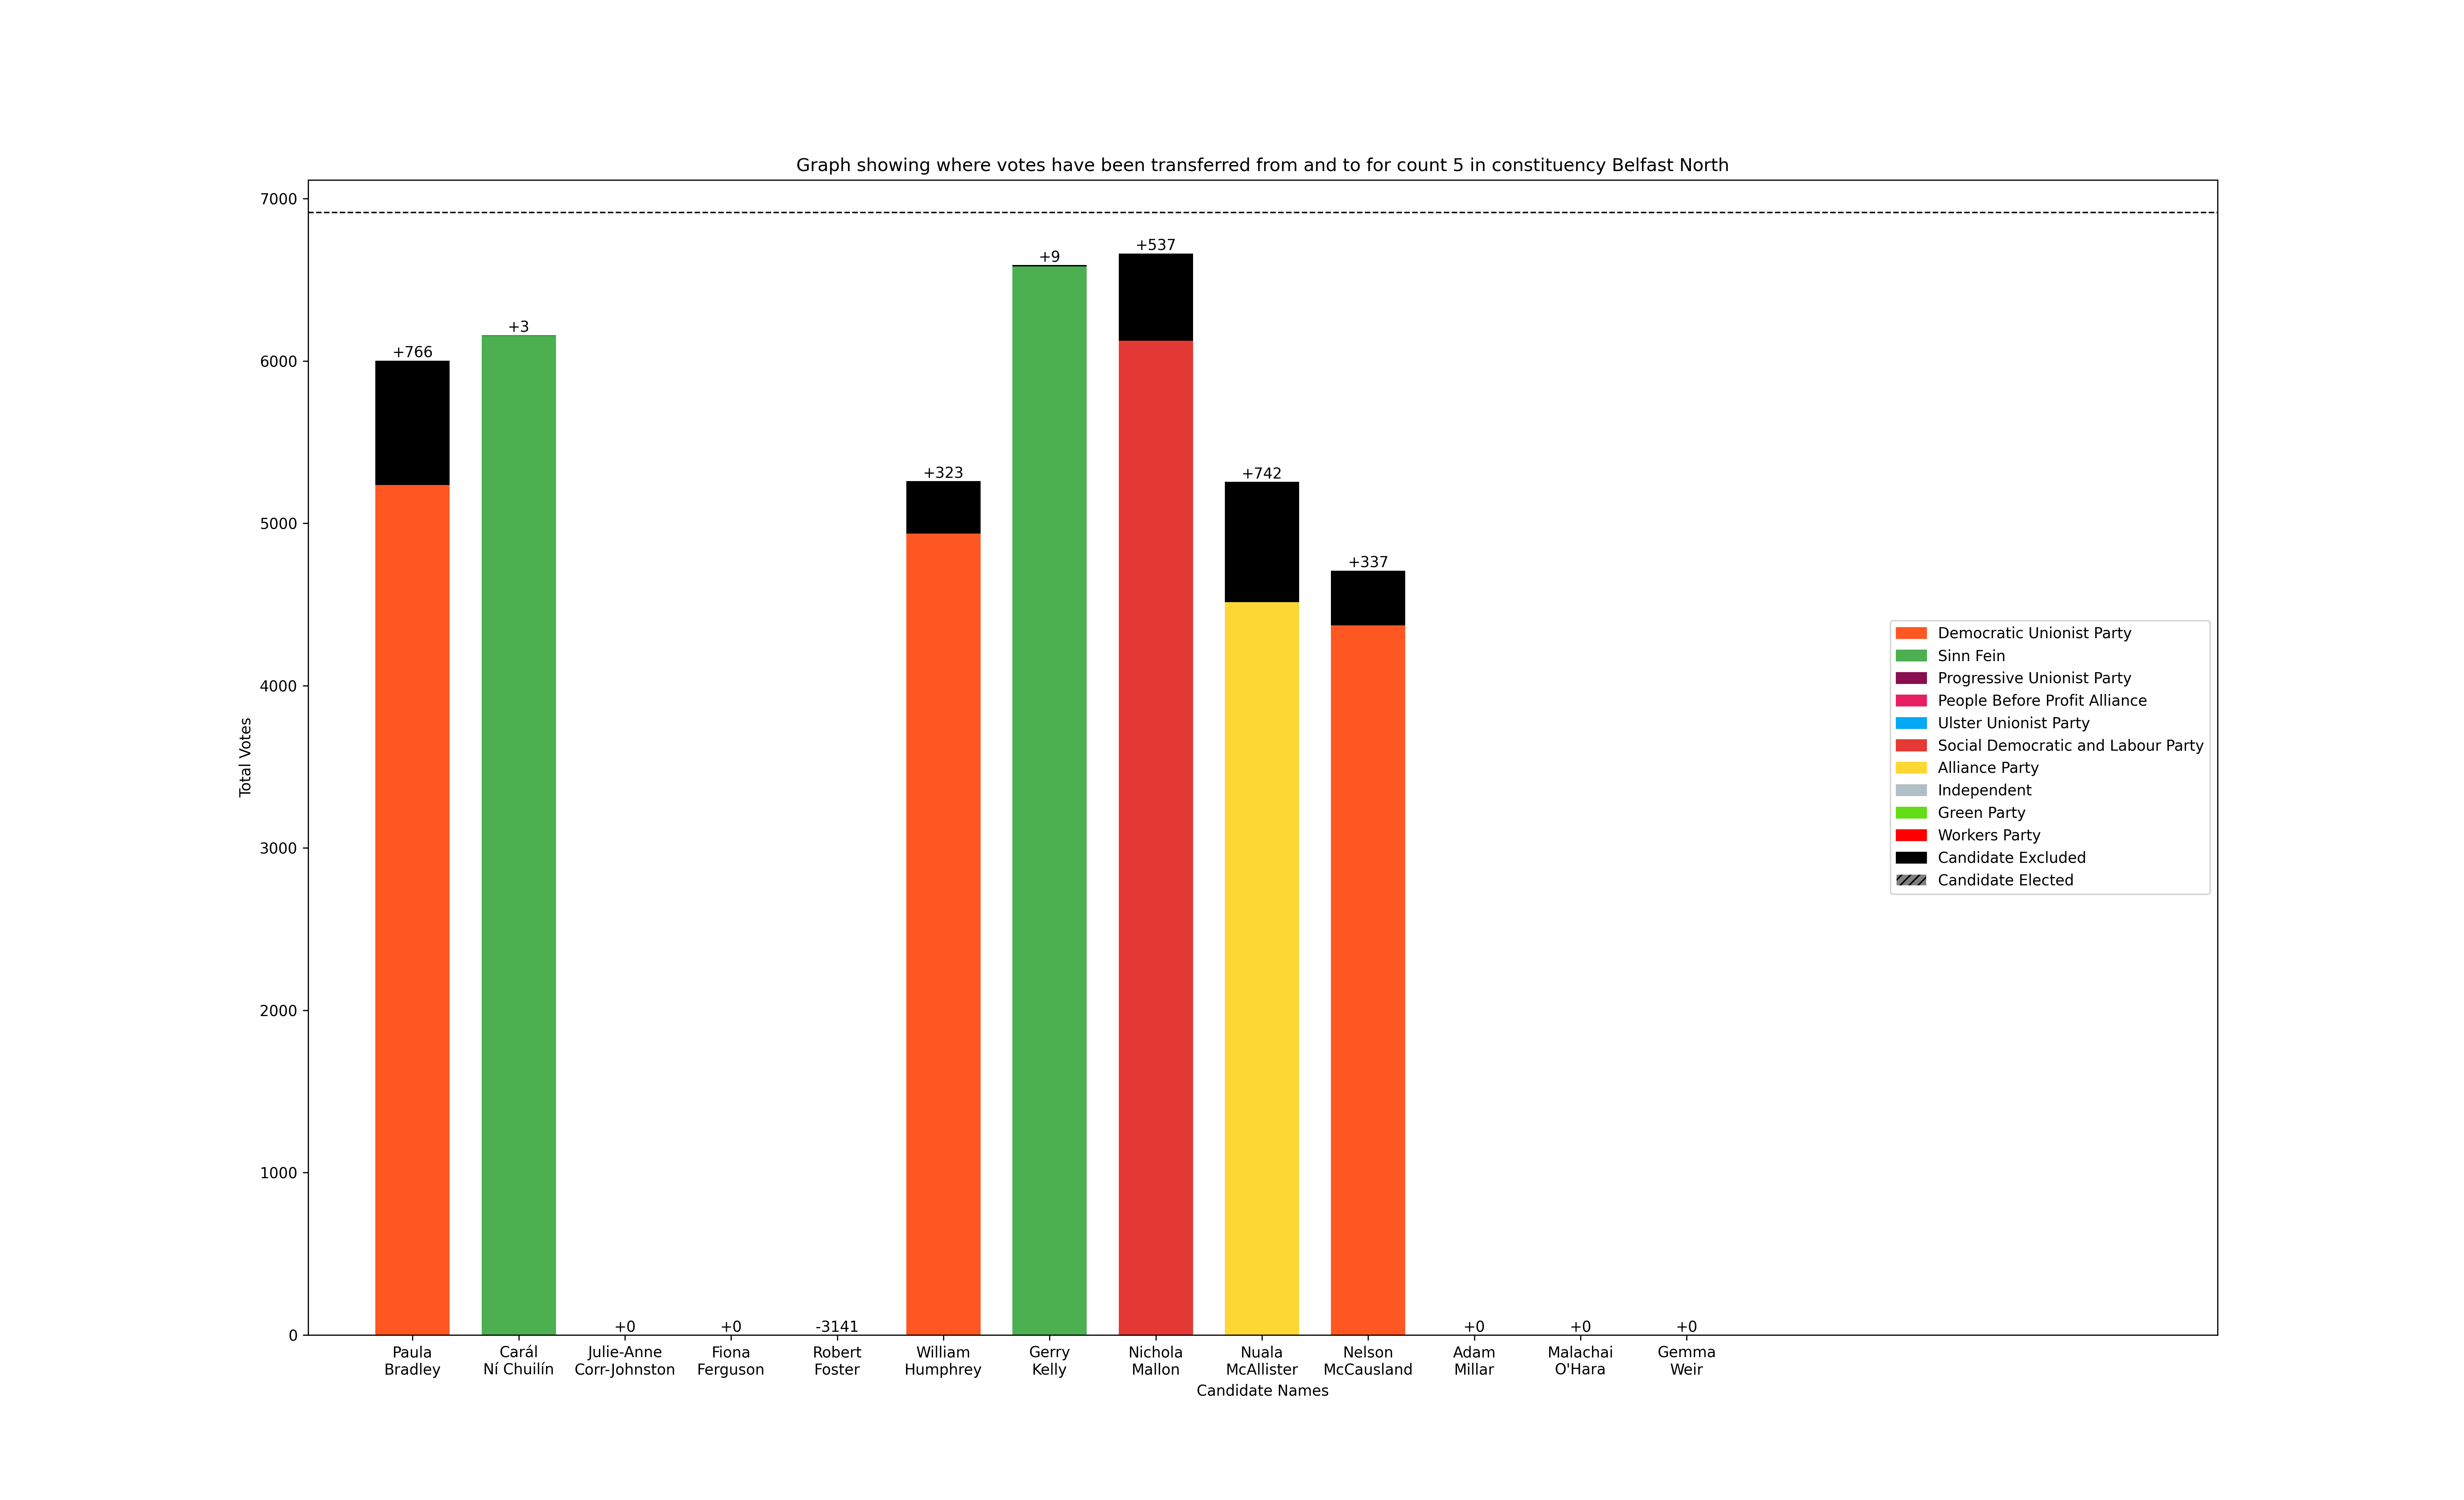 Graph showing where votes have been transferred from and to for count 5 in constituency Belfast North
7000
6000
5000
4000
3000
2000
1000
0
Total Votes
+766
+3
+0
+0
-3141
+323
+9
+537
+742
+337
+0
+0
+0
Paula
Bradley
Carál
Ní Chuilín
Julie-Anne
Corr-Johnston
Fiona
Ferguson
Robert
Foster
William
Humphrey
Gerry
Kelly
Nichola
Mallon
Nuala
McAllister
Nelson
McCausland
Adam
Millar
Malachai
O'Hara
Gemma
Weir
Candidate Names
Democratic Unionist Party
Sinn Fein
Progressive Unionist Party
People Before Profit Alliance
Ulster Unionist Party
Social Democratic and Labour Party
Alliance Party
Independent
Green Party
Workers Party
Candidate Excluded
Candidate Elected